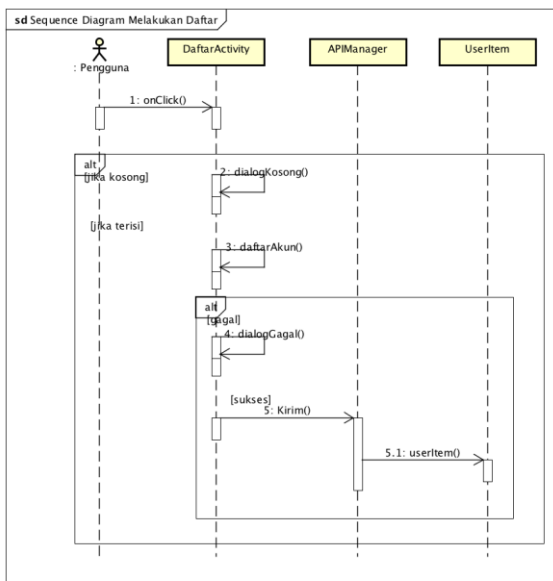 sd Sequence Diagram Melakukan Daftar
: Pengguna
DaftarActivity
APIManager
UserItem
1: onClick()
alt
[jika kosong]
2: dialogKosong()
[jika terisi]
3: daftarAkun()
alt
[gagal]
4: dialogGagal()
[sukses]
5: Kirim()
5.1: userItem()